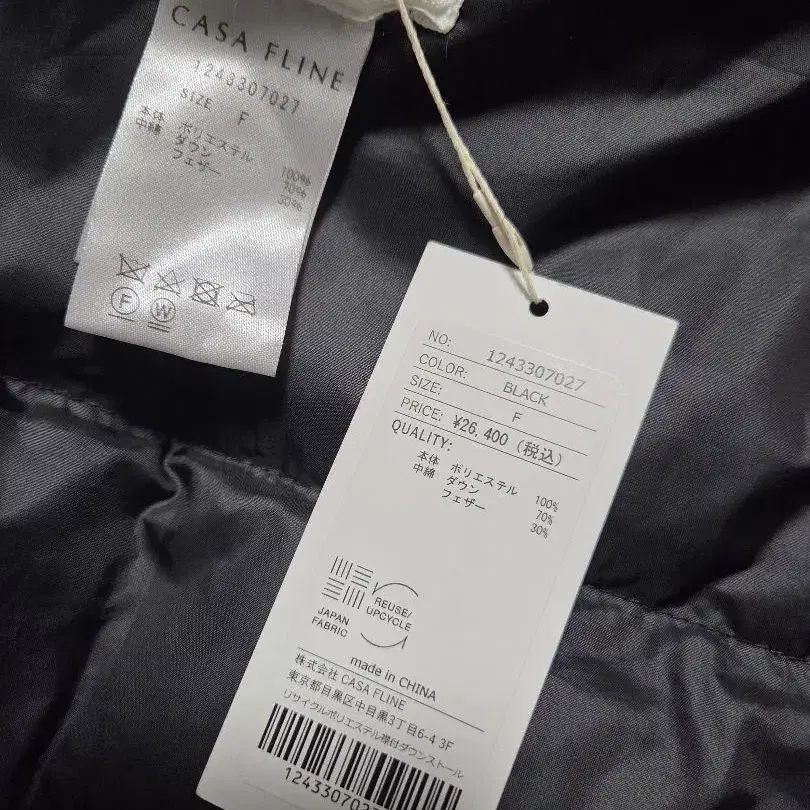 CASA FLINE
1243307027
SIZE F
本体 ポリエステル 100%
中綿 ダウン 70%
フェザー 30%
F W
NO: 1243307027
COLOR: BLACK
SIZE: F
PRICE: ¥26,400 (税込)
QUALITY:
本体 ポリエステル 100%
中綿 ダウン 70%
フェザー 30%
REUSE/
UPCYCLE
JAPAN
FABRIC
made in CHINA
株式会社 CASA FLINE
東京都目黒区中目黒3丁目6-4 3F
リサイクルポリエステル襟付ダウンストール